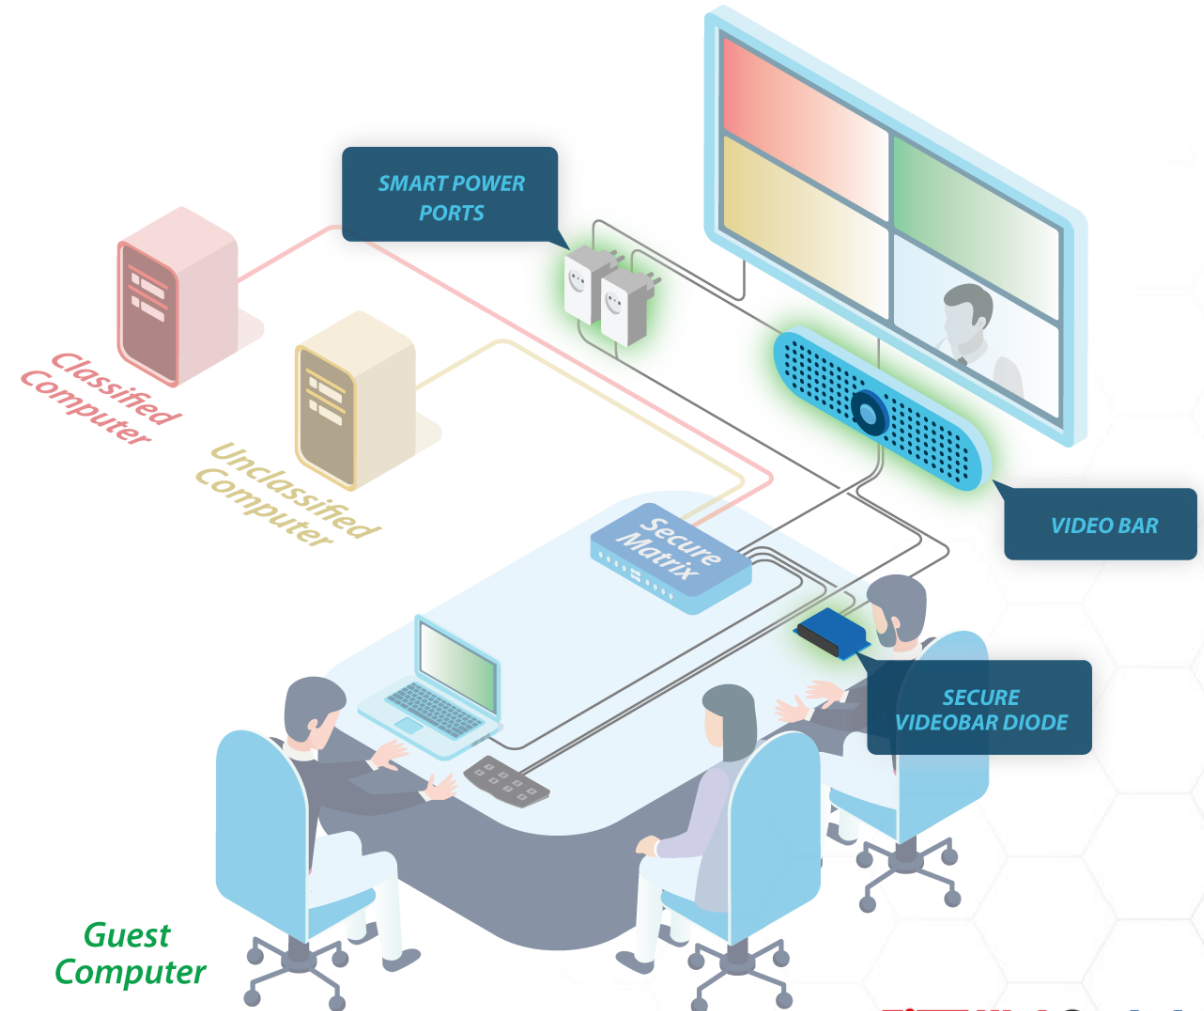 SMART POWER
PORTS
Classified
Computer
Unclassified
Computer
Secure
Matrix
VIDEO BAR
SECURE
VIDEOBAR DIODE
Guest
Computer